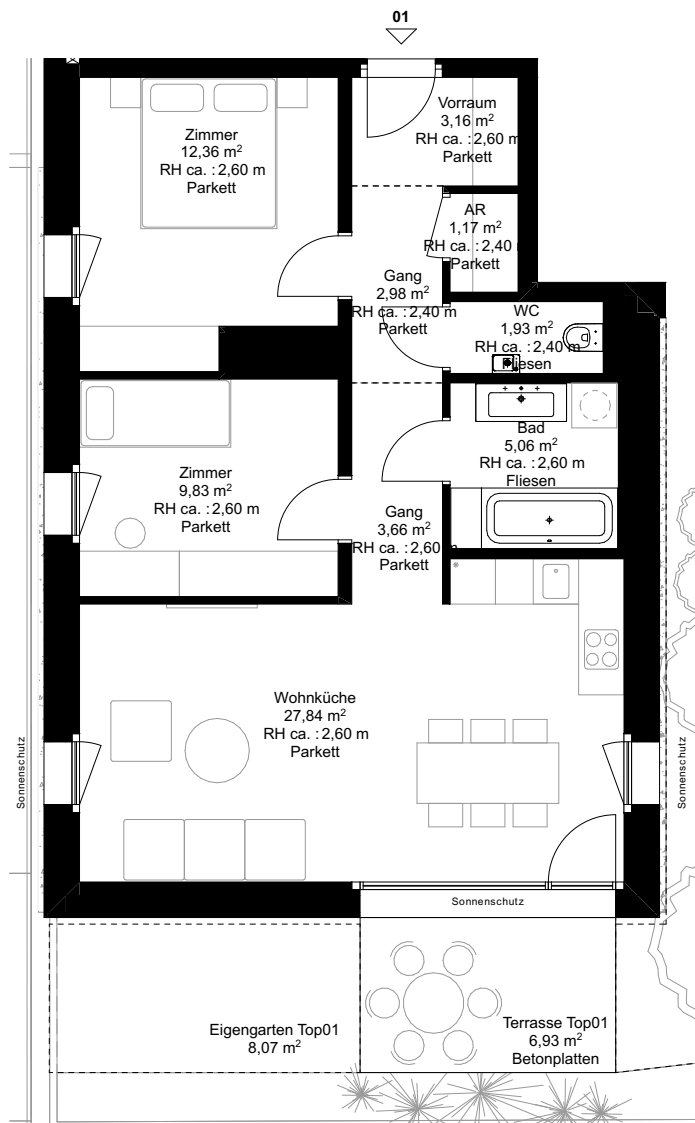 01
Vorraum
3,16 m²
RH ca. : 2,60 m
Parkett
Zimmer
12,36 m²
RH ca. : 2,60 m
Parkett
AR
1,17 m²
RH ca. : 2,40
Parkett
Gang
2,98 m²
RH ca. : 2,40 m
Parkett
WC
1,93 m²
RH ca. : 2,40 m
Fliesen
Bad
5,06 m²
RH ca. : 2,60 m
Fliesen
Zimmer
9,83 m²
RH ca. : 2,60 m
Parkett
Gang
3,66 m²
RH ca. : 2,60 m
Parkett
Wohnküche
27,84 m²
RH ca. : 2,60 m
Parkett
Sonnenschutz
Sonnenschutz
Sonnenschutz
Eigengarten Top01
8,07 m²
Terrasse Top01
6,93 m²
Betonplatten